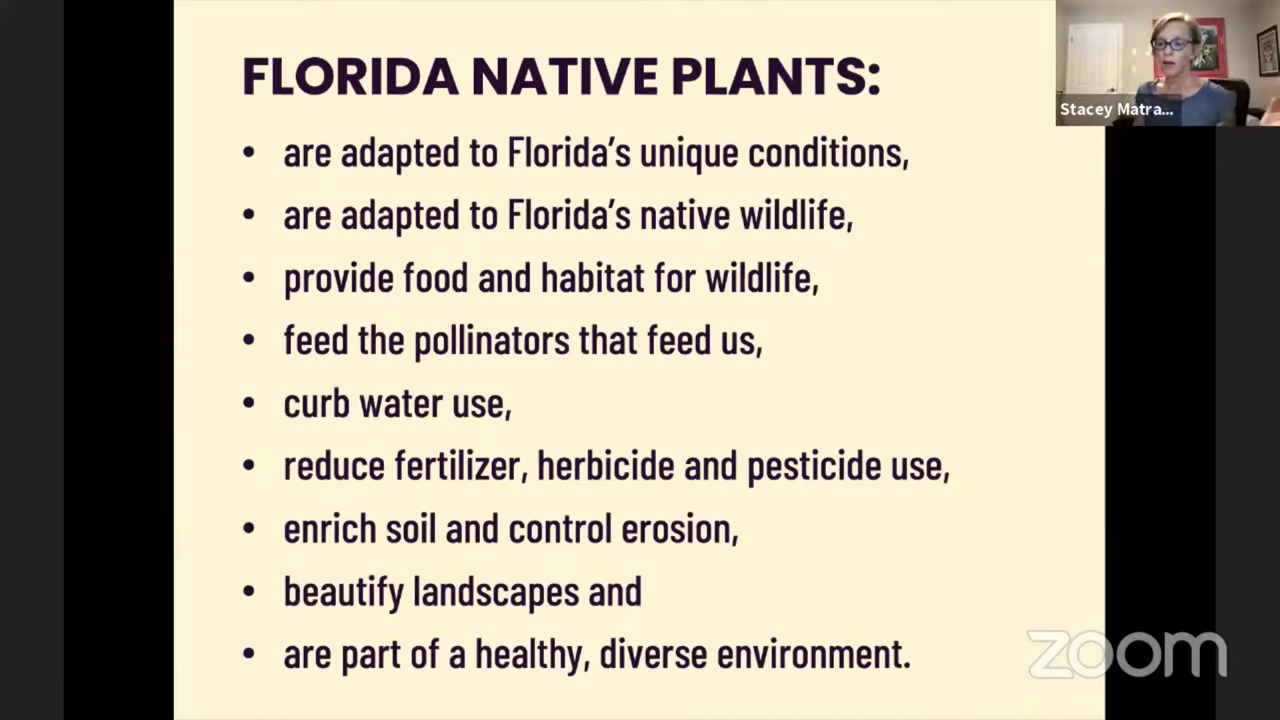 FLORIDA NATIVE PLANTS:
• are adapted to Florida’s unique conditions,
• are adapted to Florida’s native wildlife,
• provide food and habitat for wildlife,
• feed the pollinators that feed us,
• curb water use,
• reduce fertilizer, herbicide and pesticide use,
• enrich soil and control erosion,
• beautify landscapes and
• are part of a healthy, diverse environment.
Stacey Matra...
zoom